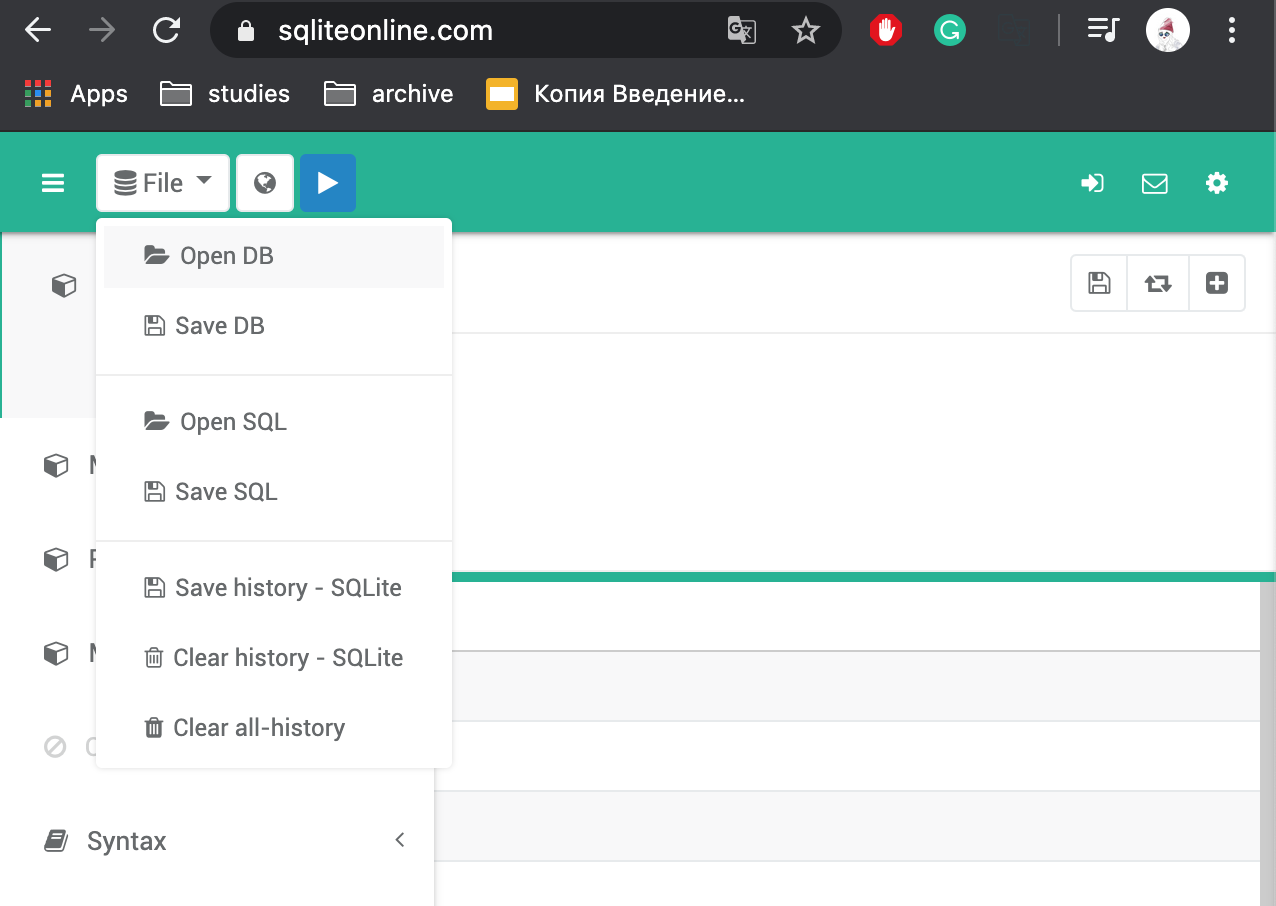 sqliteonline.com
Apps studies archive Копия Введение...
File
Open DB
Save DB
Open SQL
Save SQL
Save history - SQLite
Clear history - SQLite
Clear all-history
Syntax